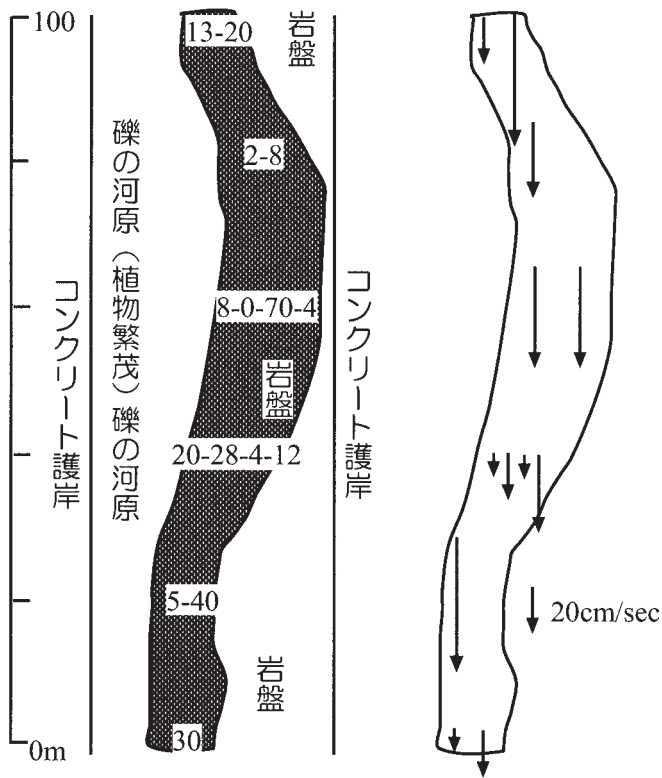 100
13-20
岩盤
2-8
礫の河原（植物繁茂）礫の河原
コンクリート護岸
8-0-70-4
コンクリート護岸
岩盤
20-28-4-12
5-40
20cm/sec
岩盤
30
0m